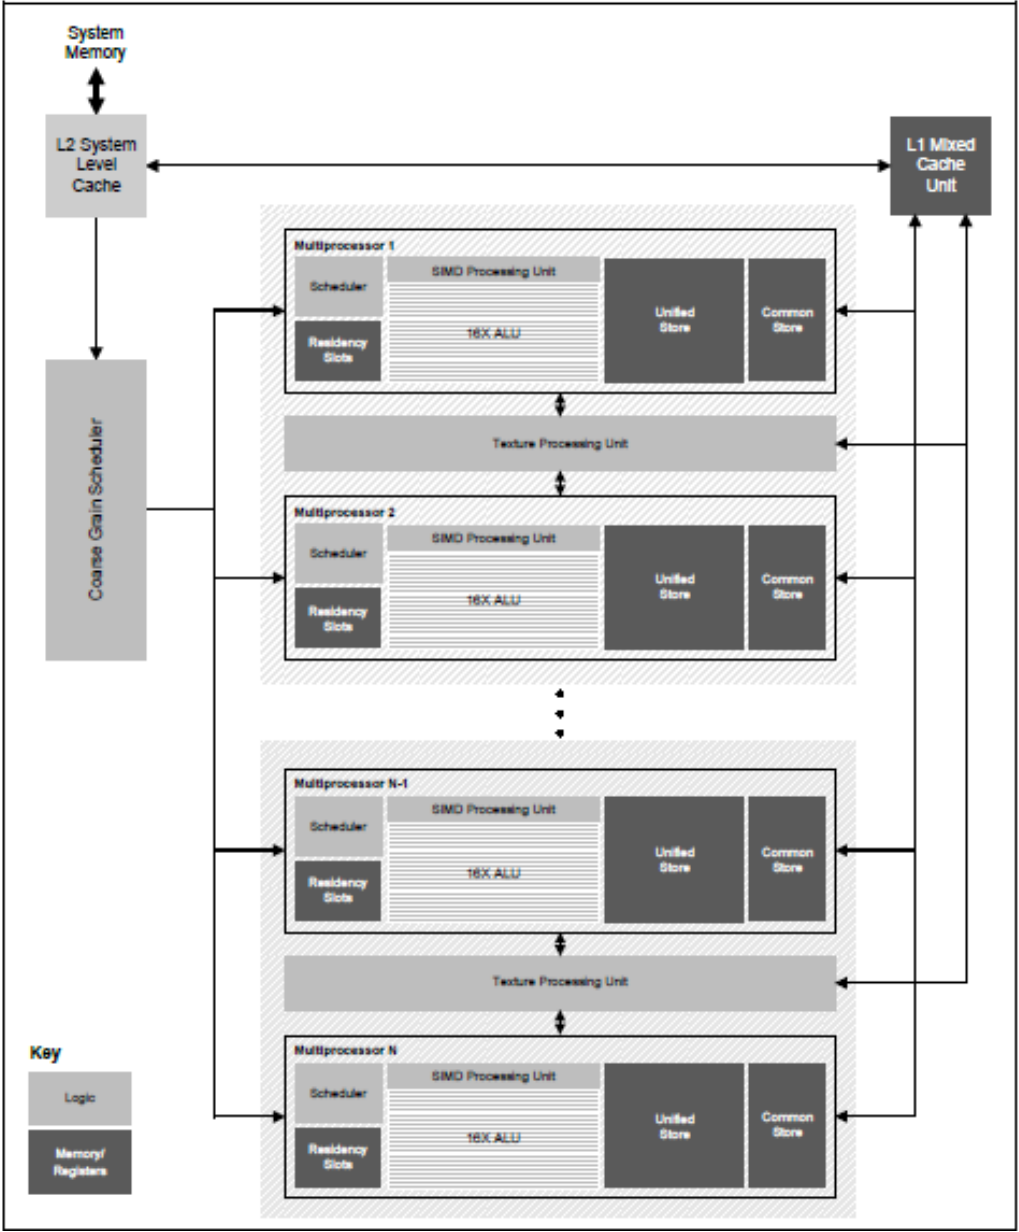 System
Memory
L2 System
Level
Cache
L1 Mixed
Cache
Unit
Coarse Grain Scheduler
Multiprocessor 1
Scheduler
Residency
Slots
SIMD Processing Unit
16X ALU
Unified
Store
Common
Store
Texture Processing Unit
Multiprocessor 2
Scheduler
Residency
Slots
SIMD Processing Unit
16X ALU
Unified
Store
Common
Store
Multiprocessor N-1
Scheduler
Residency
Slots
SIMD Processing Unit
16X ALU
Unified
Store
Common
Store
Texture Processing Unit
Multiprocessor N
Scheduler
Residency
Slots
SIMD Processing Unit
16X ALU
Unified
Store
Common
Store
Key
Logic
Memory/
Registers